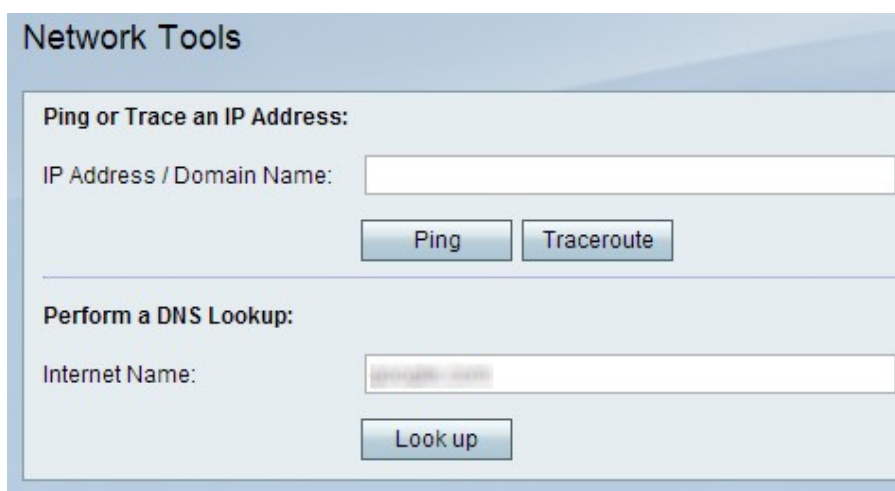 Network Tools
Ping or Trace an IP Address:
IP Address / Domain Name:
Ping Traceroute
Perform a DNS Lookup:
Internet Name:
Look up